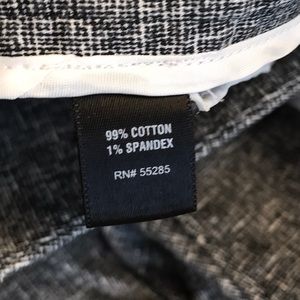 99% COTTON
1% SPANDEX
RN# 55285